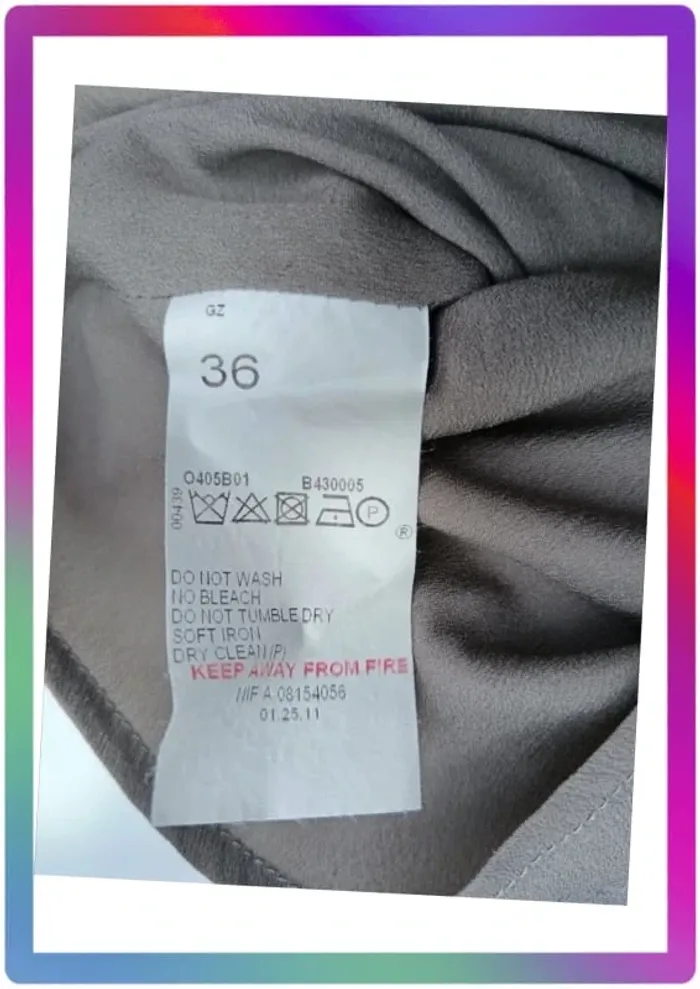 GZ
36
O405B01 B430005
00439
P
®
DO NOT WASH
NO BLEACH
DO NOT TUMBLE DRY
SOFT IRON
DRY CLEAN(P)
KEEP AWAY FROM FIRE
NIF A 08154056
01.25.11